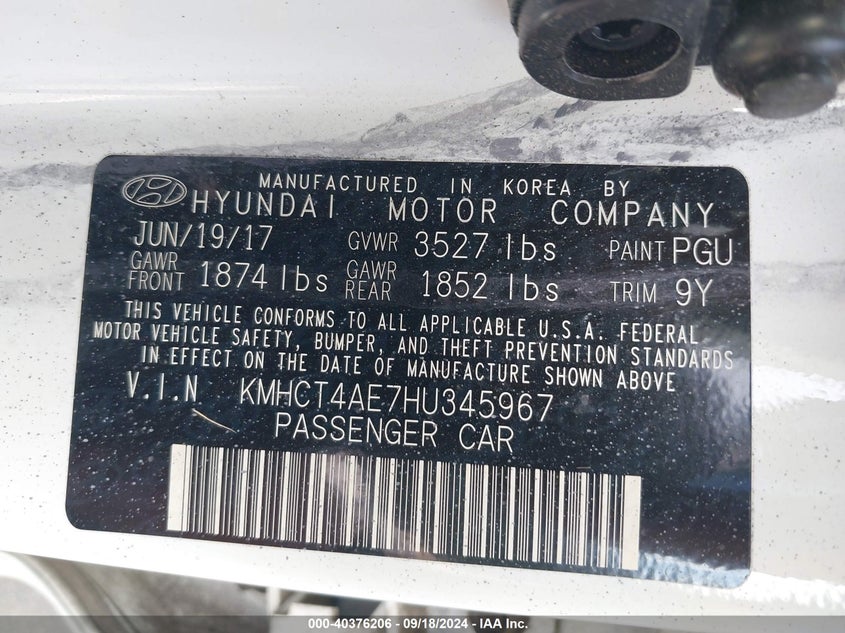 MANUFACTURED IN KOREA BY
HYUNDAI MOTOR COMPANY
JUN/19/17 GVWR 3527 lbs PAINT PGU
GAWR FRONT 1874 lbs GAWR REAR 1852 lbs TRIM 9Y
THIS VEHICLE CONFORMS TO ALL APPLICABLE U.S.A. FEDERAL
MOTOR VEHICLE SAFETY, BUMPER, AND THEFT PREVENTION STANDARDS
IN EFFECT ON THE DATE OF MANUFACTURE SHOWN ABOVE
V.I.N KMHCT4AE7HU345967
PASSENGER CAR
000-40376206 - 09/18/2024 - IAA Inc.